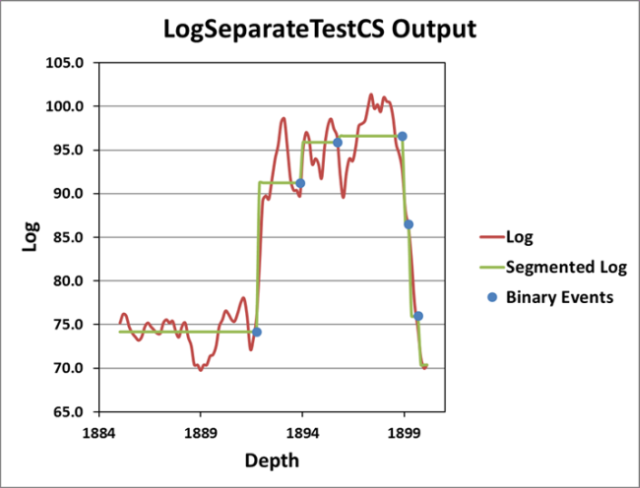 LogSeparateTestCS Output
105.0
100.0
95.0
90.0
85.0
80.0
75.0
70.0
65.0
Log
1884 1889 1894 1899
Depth
Log
Segmented Log
Binary Events